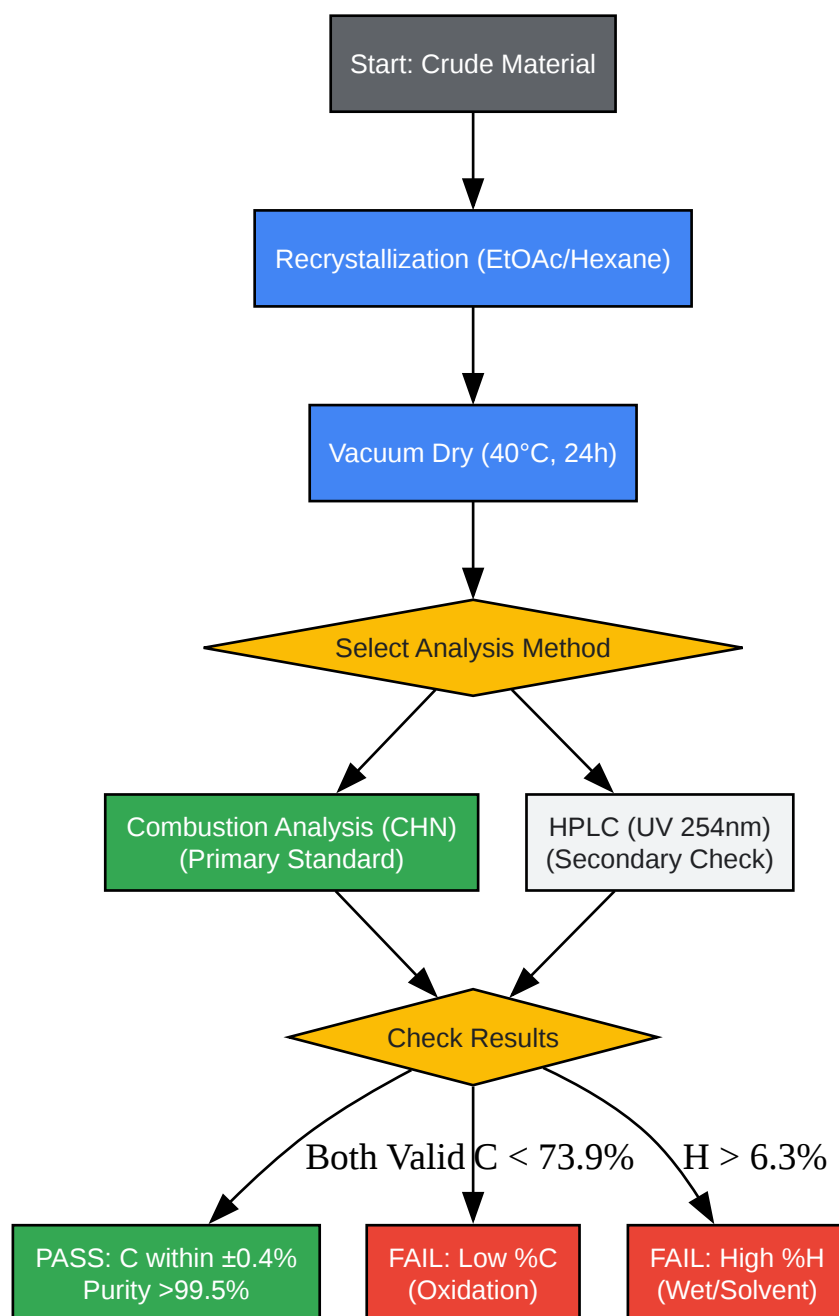 Start: Crude Material
Recrystallization (EtOAc/Hexane)
Vacuum Dry (40°C, 24h)
Select Analysis Method
Combustion Analysis (CHN)
(Primary Standard)
HPLC (UV 254nm)
(Secondary Check)
Check Results
Both Valid
C < 73.9%
H > 6.3%
PASS: C within ±0.4%
Purity >99.5%
FAIL: Low %C
(Oxidation)
FAIL: High %H
(Wet/Solvent)